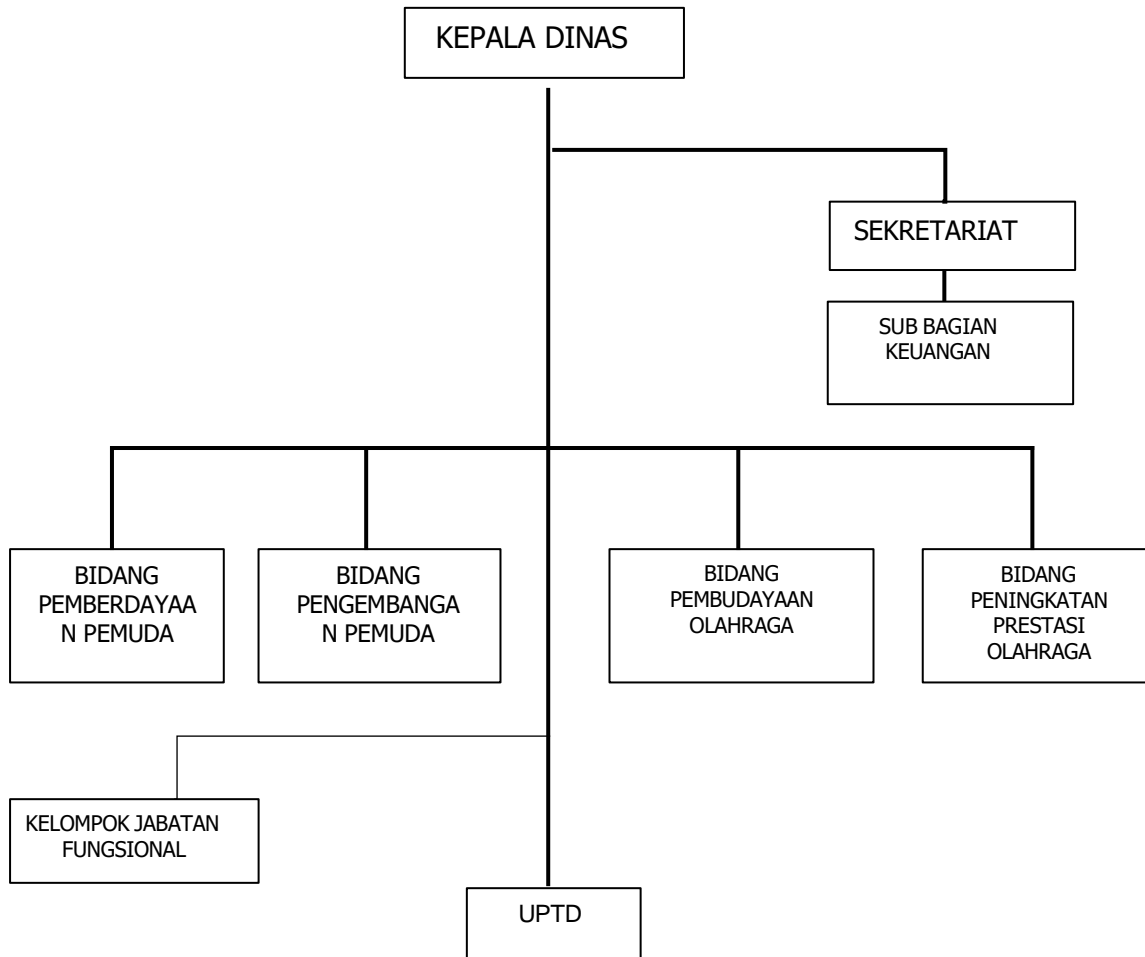 KEPALA DINAS
SEKRETARIAT
SUB BAGIAN
KEUANGAN
BIDANG
PEMBERDAYAA
N PEMUDA
BIDANG
PENGEMBANGA
N PEMUDA
BIDANG
PEMBUDAYAAN
OLAHRAGA
BIDANG
PENINGKATAN
PRESTASI
OLAHRAGA
KELOMPOK JABATAN
FUNGSIONAL
UPTD